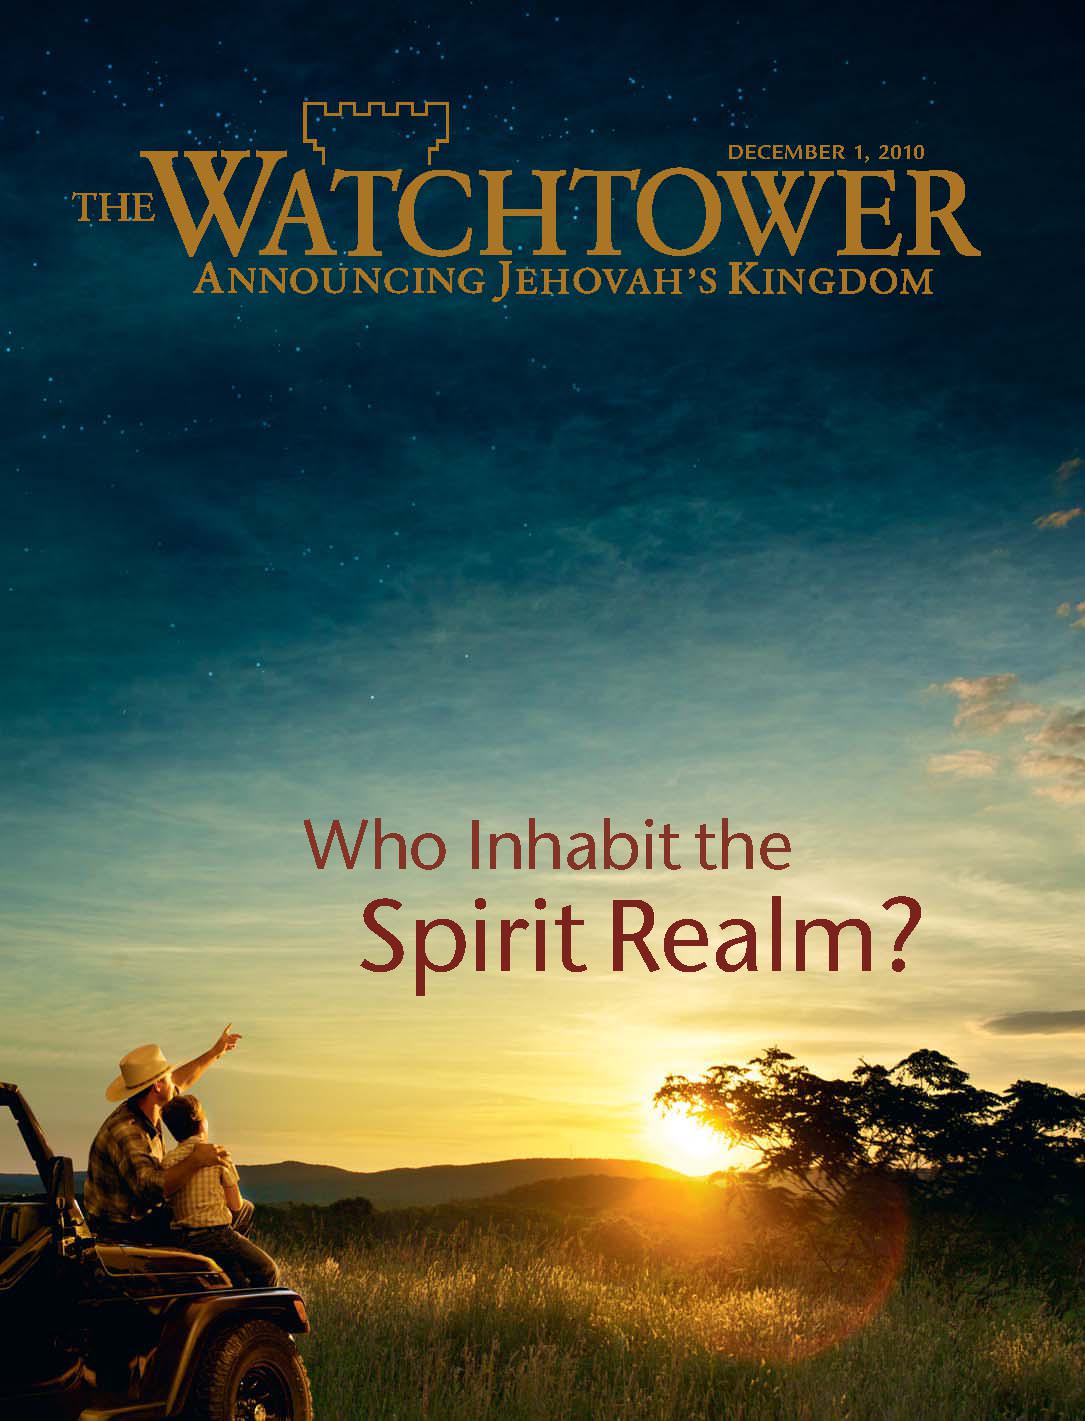 DECEMBER 1, 2010
THE WATCHTOWER
ANNOUNCING JEHOVAH'S KINGDOM
Who Inhabit the
Spirit Realm?